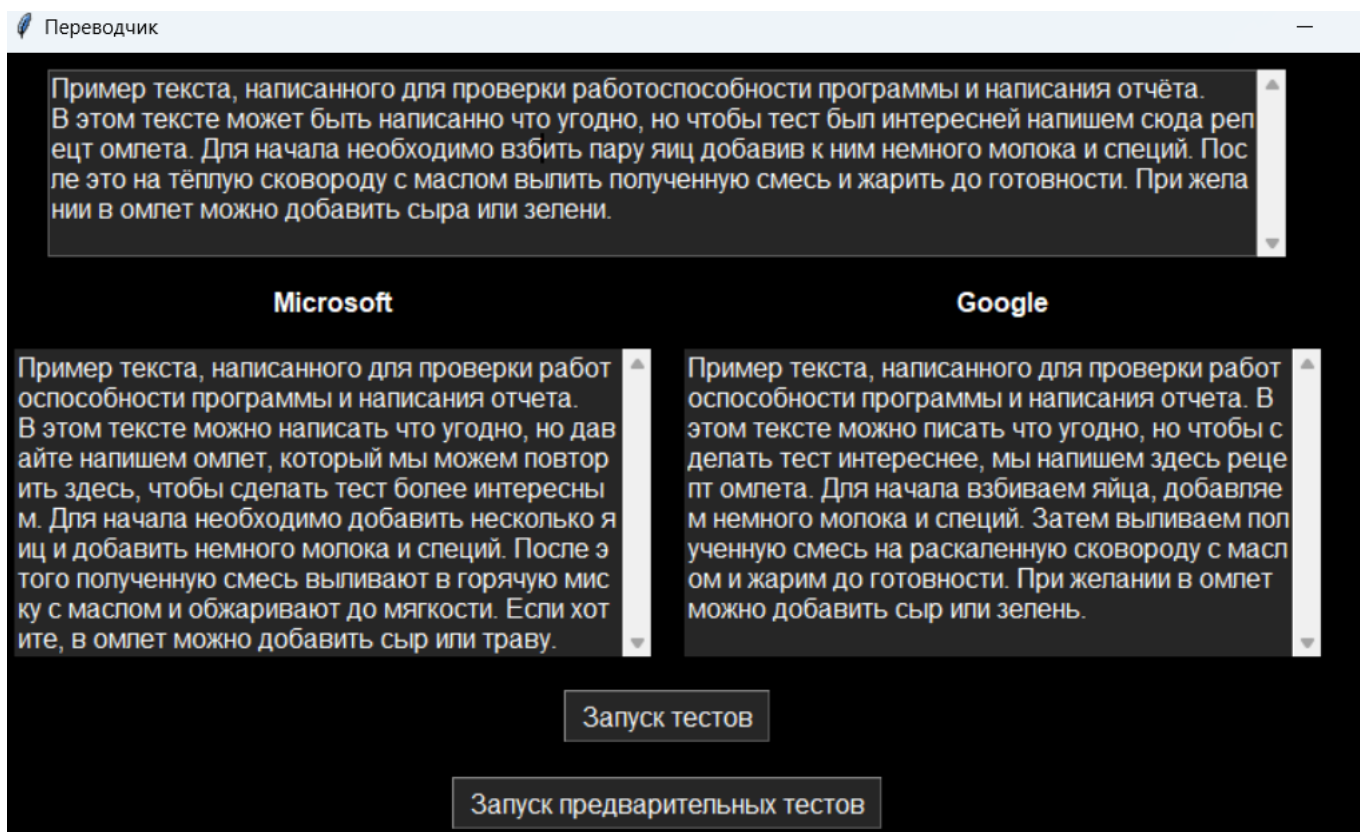 Переводчик
Пример текста, написанного для проверки работоспособности программы и написания отчёта.
В этом тексте может быть написанно что угодно, но чтобы тест был интересней напишем сюда реп
ецт омлета. Для начала необходимо взбить пару яиц добавив к ним немного молока и специй. Пос
ле это на тёплую сковороду с маслом вылить полученную смесь и жарить до готовности. При жела
нии в омлет можно добавить сыра или зелени.
Microsoft
Google
Пример текста, написанного для проверки работ
оспособности программы и написания отчета.
В этом тексте можно написать что угодно, но дав
айте напишем омлет, который мы можем повтор
ить здесь, чтобы сделать тест более интересны
м. Для начала необходимо добавить несколько я
иц и добавить немного молока и специй. После э
того полученную смесь выливают в горячую мис
ку с маслом и обжаривают до мягкости. Если хот
ите, в омлет можно добавить сыр или траву.
Пример текста, написанного для проверки работ
оспособности программы и написания отчета. В
этом тексте можно писать что угодно, но чтобы с
делать тест интереснее, мы напишем здесь реце
пт омлета. Для начала взбиваем яйца, добавляе
м немного молока и специй. Затем выливаем пол
ученную смесь на раскаленную сковороду с масл
ом и жарим до готовности. При желании в омлет
можно добавить сыр или зелень.
Запуск тестов
Запуск предварительных тестов